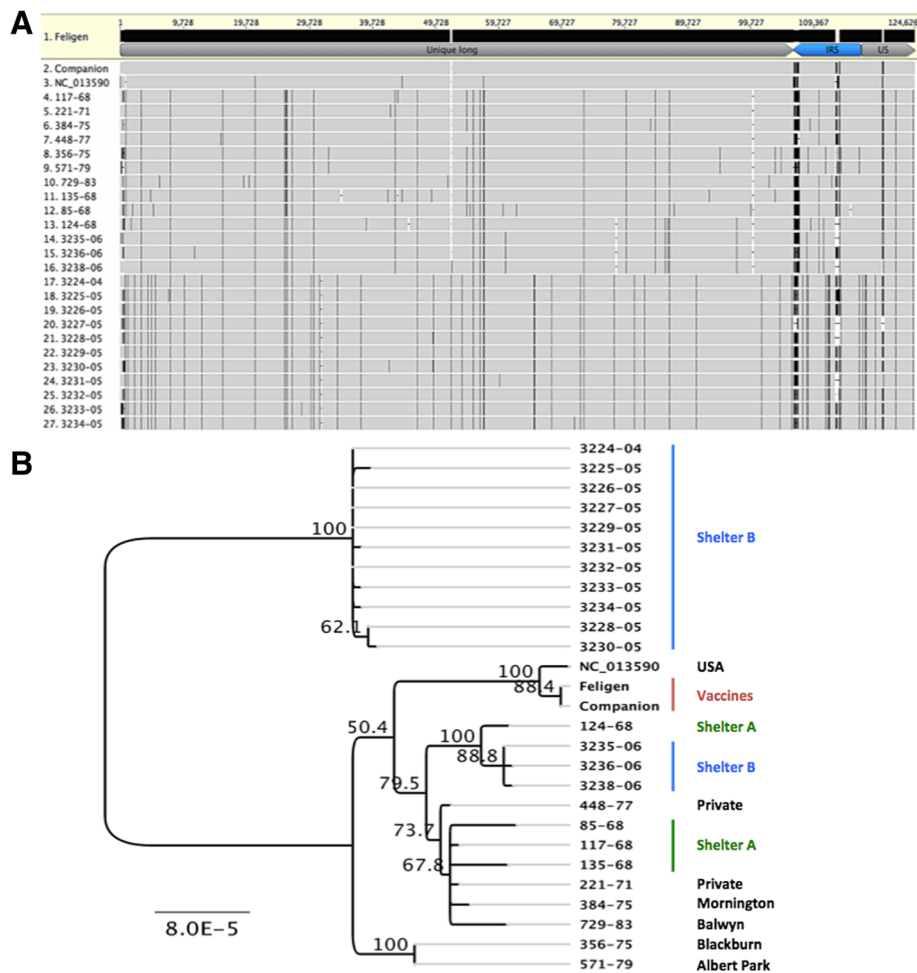 A
1 9,728 19,728 29,728 39,728 49,728 59,227 69,727 79,727 89,727 99,727 109,367 124,629
1. Feligen
Unique long IRS US
2. Companion
3. NC_013590
4. 117-68
5. 221-71
6. 384-75
7. 448-77
8. 356-75
9. 571-79
10. 729-83
11. 135-68
12. 85-68
13. 124-68
14. 3235-06
15. 3236-06
16. 3238-06
17. 3224-04
18. 3225-05
19. 3226-05
20. 3227-05
21. 3228-05
22. 3229-05
23. 3230-05
24. 3231-05
25. 3232-05
26. 3233-05
27. 3234-05
B
3224-04
3225-05
3226-05
3227-05
100 3229-05 Shelter B
3231-05
3232-05
3233-05
3234-05
62.1 3228-05
3230-05
100 NC_013590 USA
88.4 Feligen Vaccines
Companion
50.4 124-68 Shelter A
100 3235-06
88.8 3236-06 Shelter B
79.5 3238-06
448-77 Private
73.7 85-68
117-68 Shelter A
67.8 135-68
221-71 Private
384-75 Mornington
729-83 Balwyn
100 356-75 Blackburn
571-79 Albert Park
8.0E-5